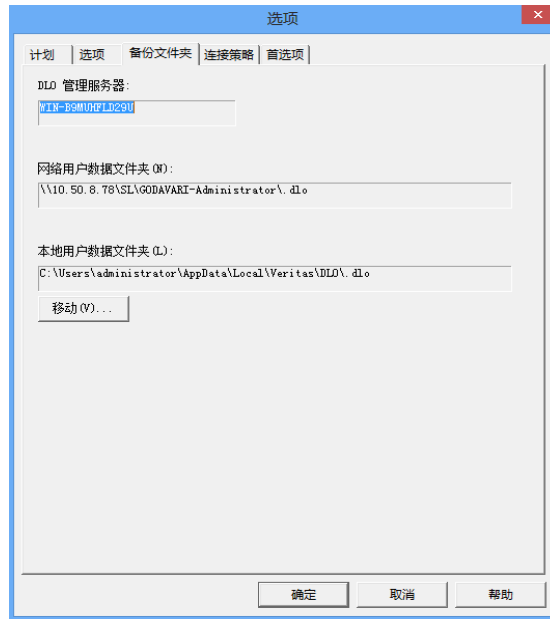 选项
计划 选项 备份文件夹 连接策略 首选项
DLO 管理服务器:
WIN-B9MUHFLD29U
网络用户数据文件夹(N):
\\10.50.8.78\SL\GODAVARI-Administrator\.dlo
本地用户数据文件夹(L):
C:\Users\administrator\AppData\Local\Veritas\DLO\.dlo
移动(V)...
确定 取消 帮助